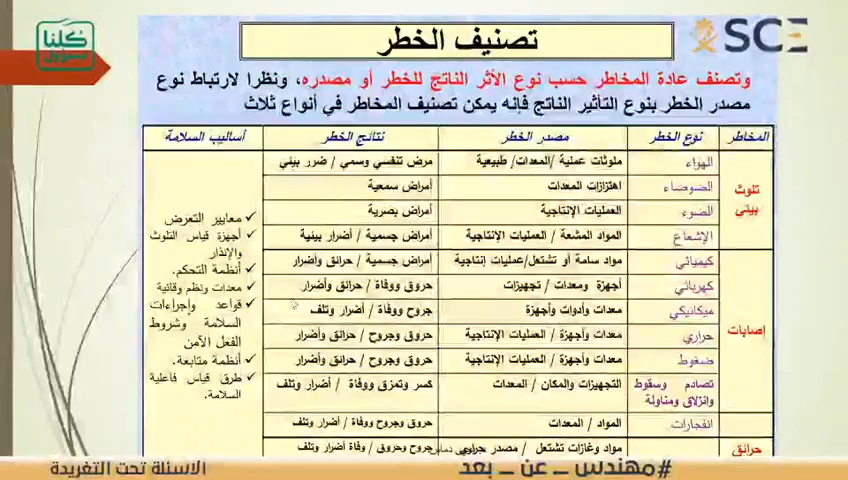 كلنا
مسؤول
SCE
تصنيف الخطر
وتصنف عادة المخاطر حسب نوع الأثر الناتج للخطر أو مصدره، ونظرا لارتباط نوع
مصدر الخطر بنوع التأثير الناتج فإنه يمكن تصنيف المخاطر في أنواع ثلاث
المخاطر نوع الخطر مصدر الخطر نتائج الخطر أساليب السلامة
تلوث
بيئي
الهواء ملوثات عملية /المعدات/ طبيعية مرض تنفسي وسمي / ضرر بيئي
الضوضاء اهتزازات المعدات أمراض سمعية
الضوء العمليات الإنتاجية أمراض بصرية
الإشعاع المواد المشعة / العمليات الإنتاجية أمراض جسمية / أضرار بيئية
إصابات
كيميائي مواد سامة أو تشتعل/عمليات إنتاجية أمراض جسمية / حرائق وأضرار
كهربائي أجهزة ومعدات / تجهيزات حروق ووفاة / حرائق وأضرار
ميكانيكي معدات وأدوات وأجهزة جروح ووفاة / أضرار وتلف
حراري معدات وأجهزة / العمليات الإنتاجية حروق وجروح / حرائق وأضرار
ضغوط معدات وأجهزة / العمليات الإنتاجية حروق وجروح / حرائق وأضرار
تصادم وسقوط
وانزلاق ومناولة
التجهيزات والمكان / المعدات كسر وتمزق ووفاة / أضرار وتلف
انفجارات المواد / المعدات حروق وجروح ووفاة / أضرار وتلف
حرائق مواد وغازات تشتعل / مصدر حراري جروح وحروق / وفاة أضرار وتلف
✓ معايير التعرض
✓ أجهزة قياس التلوث
والإنذار
✓ أنظمة التحكم.
✓ معدات ونظم وقائية
✓ قواعد وإجراءات
السلامة وشروط
الفعل الآمن
✓ أنظمة متابعة.
✓ طرق قياس فاعلية
السلامة.
#مهندس_عن_بعد
الاسئلة تحت التغريدة